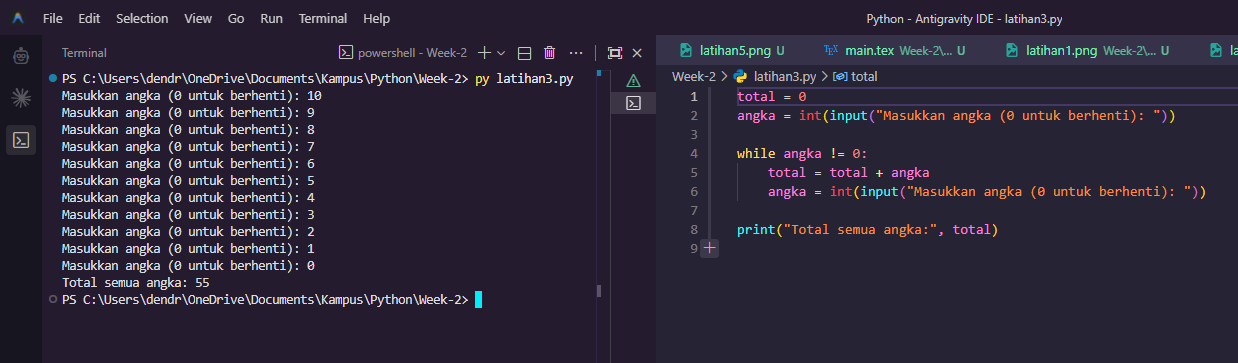 File Edit Selection View Go Run Terminal Help
Python - Antigravity IDE - latihan3.py
Terminal
powershell - Week-2
PS C:\Users\dendr\OneDrive\Documents\Kampus\Python\Week-2> py latihan3.py
Masukkan angka (0 untuk berhenti): 10
Masukkan angka (0 untuk berhenti): 9
Masukkan angka (0 untuk berhenti): 8
Masukkan angka (0 untuk berhenti): 7
Masukkan angka (0 untuk berhenti): 6
Masukkan angka (0 untuk berhenti): 5
Masukkan angka (0 untuk berhenti): 4
Masukkan angka (0 untuk berhenti): 3
Masukkan angka (0 untuk berhenti): 2
Masukkan angka (0 untuk berhenti): 1
Masukkan angka (0 untuk berhenti): 0
Total semua angka: 55
PS C:\Users\dendr\OneDrive\Documents\Kampus\Python\Week-2>
latihan5.png U
TEX main.tex Week-2\... U
latihan1.png Week-2\... U
la
Week-2 > latihan3.py > total
1 total = 0
2 angka = int(input("Masukkan angka (0 untuk berhenti): "))
3
4 while angka != 0:
5     total = total + angka
6     angka = int(input("Masukkan angka (0 untuk berhenti): "))
7
8 print("Total semua angka:", total)
9